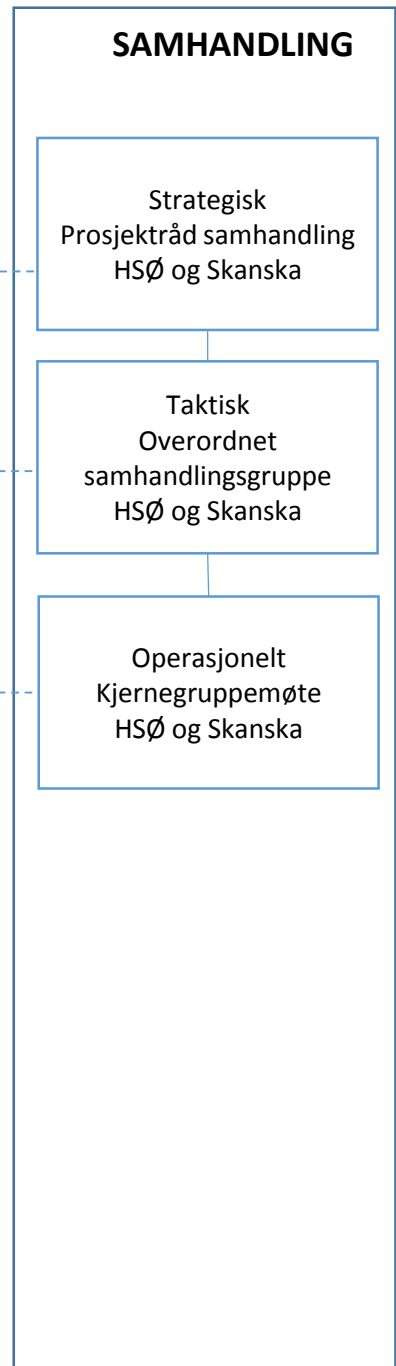 SAMHANDLING
Strategisk
Prosjektråd samhandling
HSØ og Skanska
Taktisk
Overordnet
samhandlingsgruppe
HSØ og Skanska
Operasjonelt
Kjernegruppemøte
HSØ og Skanska